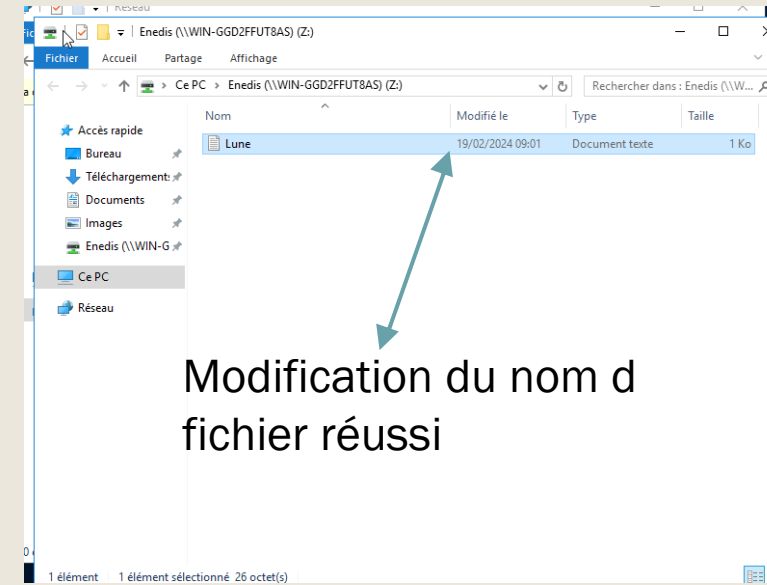 Réseau
Enedis (\\WIN-GGD2FFUT8AS) (Z:)
Fichier Accueil Partage Affichage
Ce PC > Enedis (\\WIN-GGD2FFUT8AS) (Z:) Rechercher dans : Enedis (\\W...
Nom Modifié le Type Taille
Accès rapide
Lune 19/02/2024 09:01 Document texte 1 Ko
Bureau
Téléchargement:
Documents
Images
Enedis (\\WIN-G
Ce PC
Réseau
Modification du nom d
fichier réussi
1 élément 1 élément sélectionné 26 octet(s)